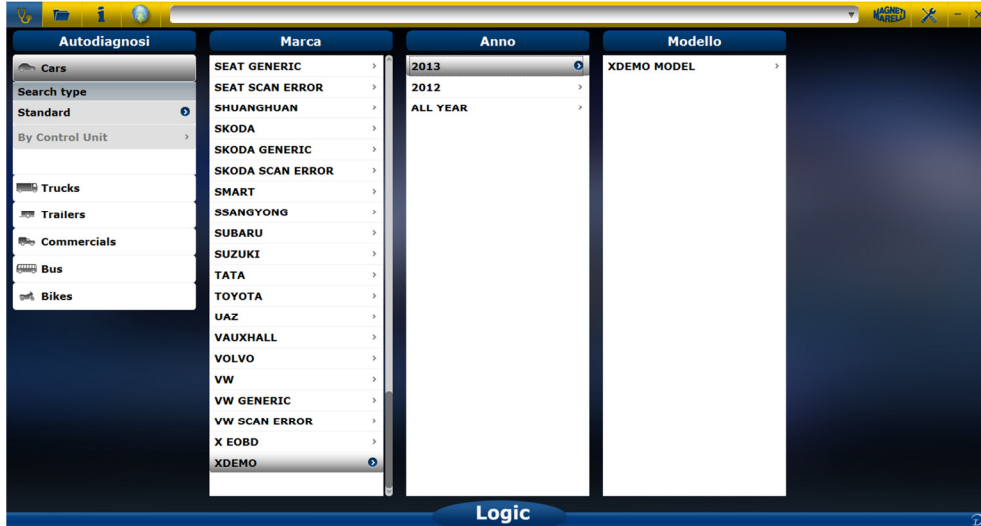 MAGNETI
MARELLI
Autodiagnosi
Cars
Search type
Standard
By Control Unit
Trucks
Trailers
Commercials
Bus
Bikes
Marca
SEAT GENERIC
SEAT SCAN ERROR
SHUANGHUAN
SKODA
SKODA GENERIC
SKODA SCAN ERROR
SMART
SSANGYONG
SUBARU
SUZUKI
TATA
TOYOTA
UAZ
VAUXHALL
VOLVO
VW
VW GENERIC
VW SCAN ERROR
X EOBD
XDEMO
Anno
2013
2012
ALL YEAR
Modello
XDEMO MODEL
Logic